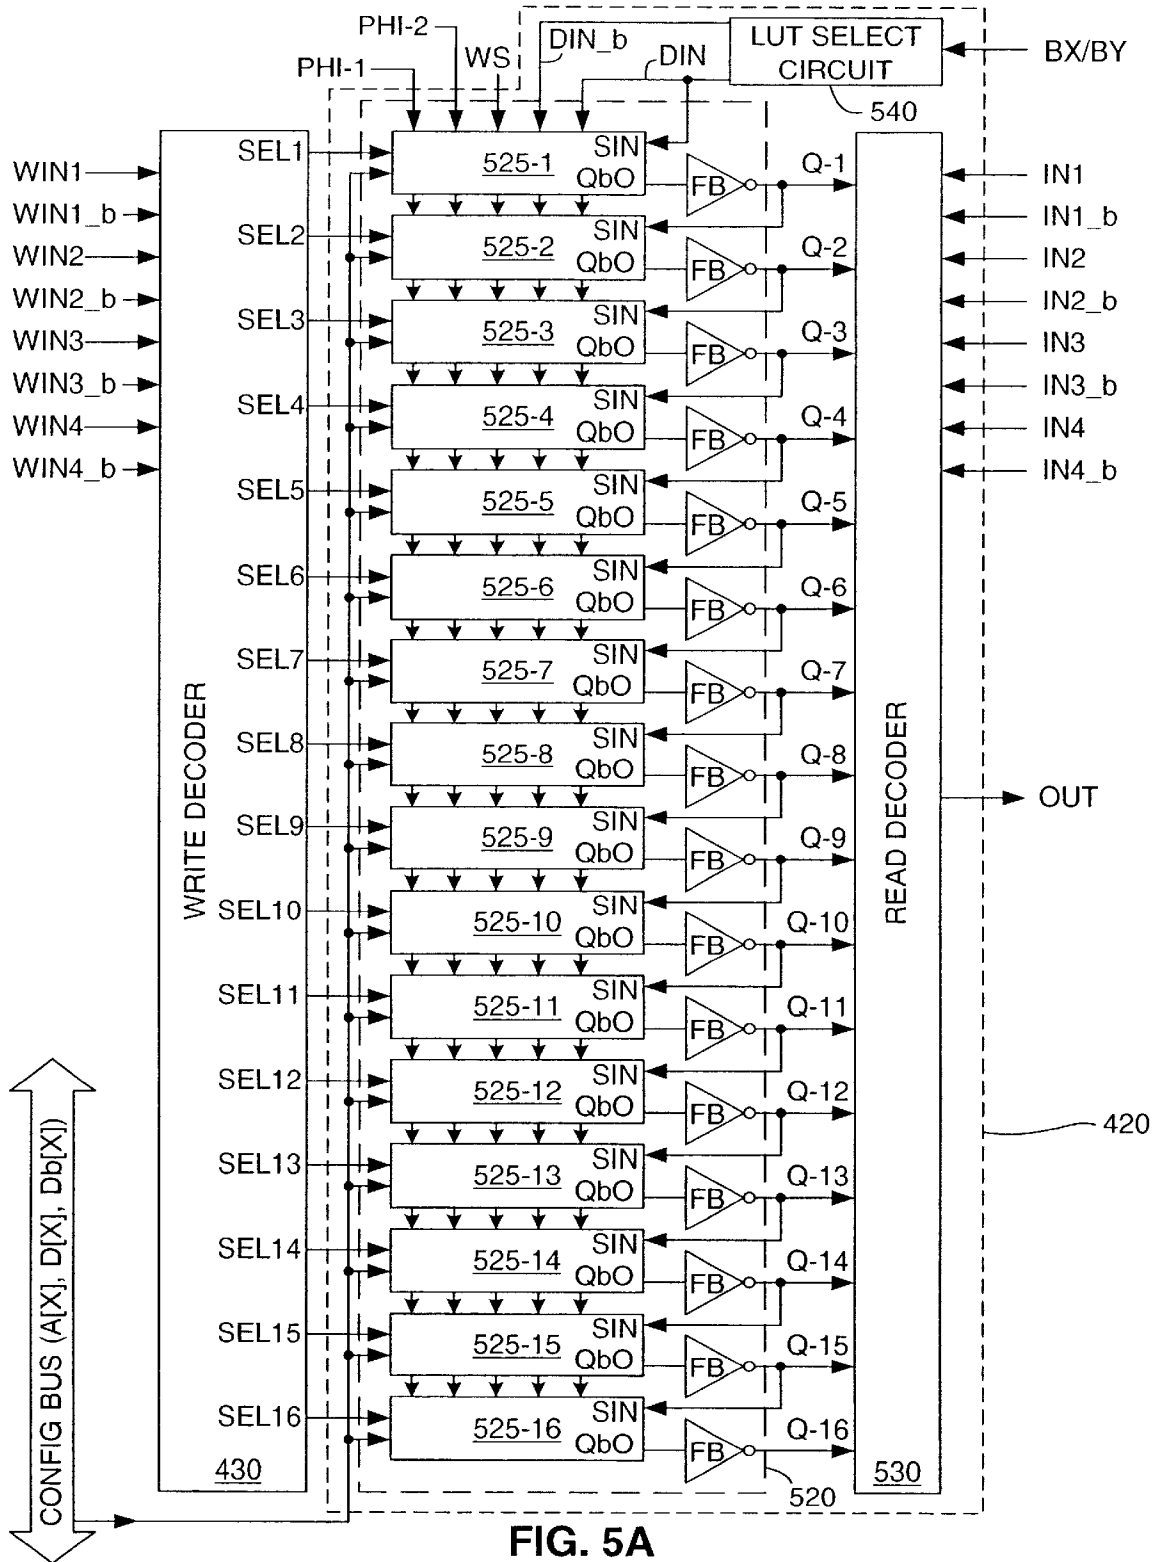 PHI-2
DIN_b
LUT SELECT CIRCUIT
BX/BY
PHI-1
WS
DIN
540
WIN1
WIN1_b
WIN2
WIN2_b
WIN3
WIN3_b
WIN4
WIN4_b
WRITE DECODER
430
CONFIG BUS (A[X], D[X], Db[X])
SEL1
525-1
SIN
QbO
FB
Q-1
SEL2
525-2
SIN
QbO
FB
Q-2
SEL3
525-3
SIN
QbO
FB
Q-3
SEL4
525-4
SIN
QbO
FB
Q-4
SEL5
525-5
SIN
QbO
FB
Q-5
SEL6
525-6
SIN
QbO
FB
Q-6
SEL7
525-7
SIN
QbO
FB
Q-7
SEL8
525-8
SIN
QbO
FB
Q-8
SEL9
525-9
SIN
QbO
FB
Q-9
SEL10
525-10
SIN
QbO
FB
Q-10
SEL11
525-11
SIN
QbO
FB
Q-11
SEL12
525-12
SIN
QbO
FB
Q-12
SEL13
525-13
SIN
QbO
FB
Q-13
SEL14
525-14
SIN
QbO
FB
Q-14
SEL15
525-15
SIN
QbO
FB
Q-15
SEL16
525-16
SIN
QbO
FB
Q-16
520
READ DECODER
530
IN1
IN1_b
IN2
IN2_b
IN3
IN3_b
IN4
IN4_b
OUT
420
FIG. 5A